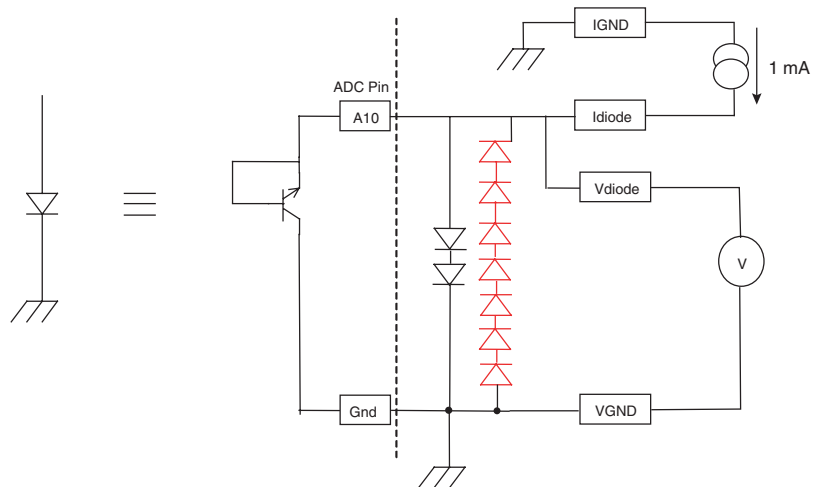 IGND
1 mA
ADC Pin
A10
Idiode
Vdiode
V
Gnd
VGND